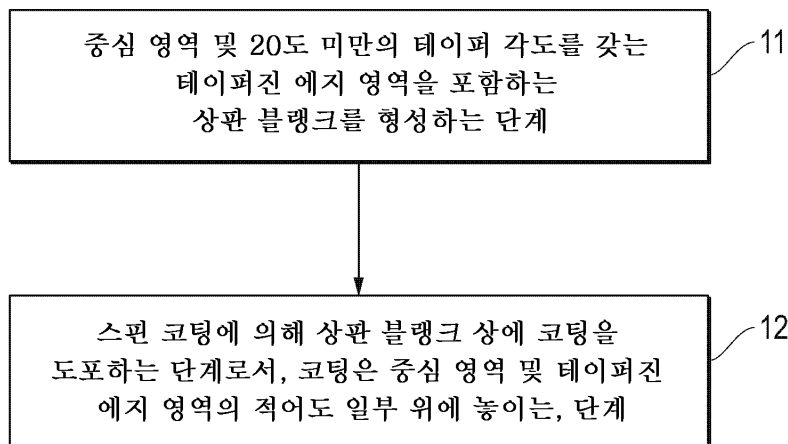 중심 영역 및 20도 미만의 테이퍼 각도를 갖는
테이퍼진 에지 영역을 포함하는
상판 블랭크를 형성하는 단계
11
스핀 코팅에 의해 상판 블랭크 상에 코팅을
도포하는 단계로서, 코팅은 중심 영역 및 테이퍼진
에지 영역의 적어도 일부 위에 놓이는, 단계
12